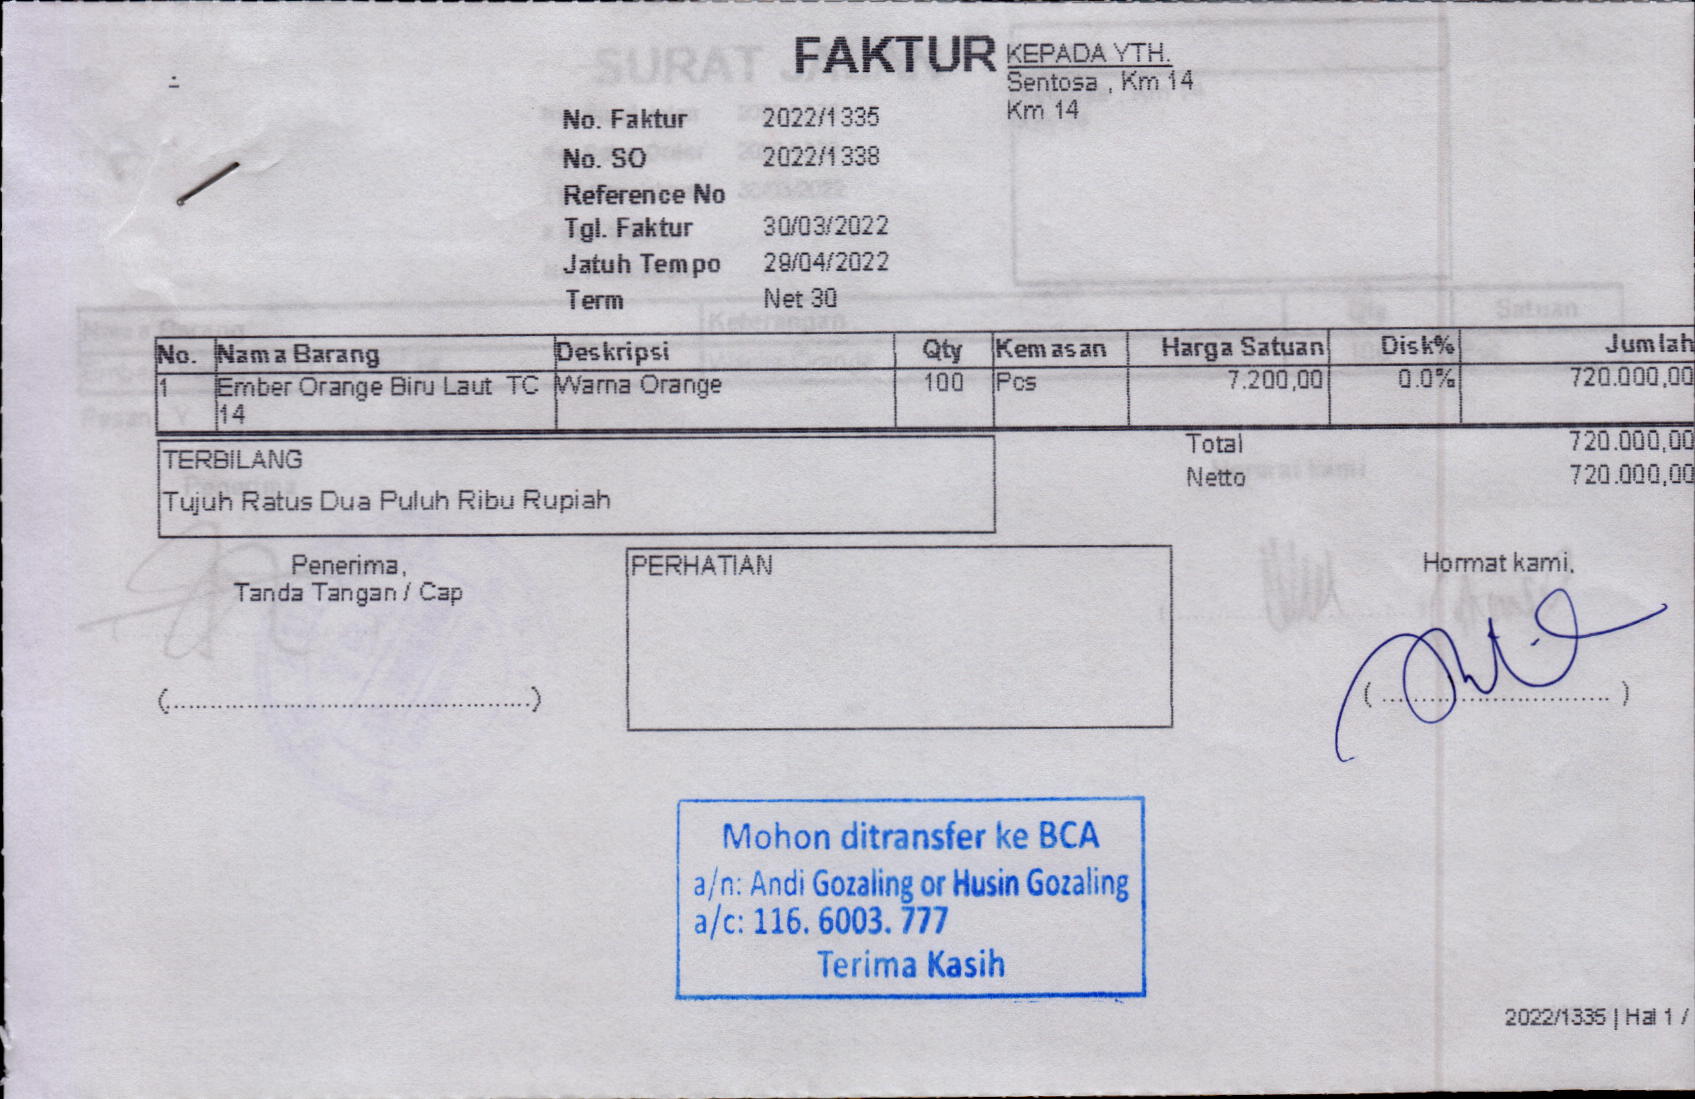 FAKTUR
KEPADA YTH.
Sentosa , Km 14
Km 14
No. Faktur 2022/1335
No. SO 2022/1338
Reference No
Tgl. Faktur 30/03/2022
Jatuh Tempo 29/04/2022
Term Net 30
No. Nama Barang Deskripsi Qty Kemasan Harga Satuan Disk% Jumlah
1 Ember Orange Biru Laut TC Warna Orange 100 Pcs 7.200,00 0.0% 720.000,00
14
Total 720.000,00
Netto 720.000,00
TERBILANG
Tujuh Ratus Dua Puluh Ribu Rupiah
Penerima,
Tanda Tangan / Cap
PERHATIAN
Hormat kami,
Mohon ditransfer ke BCA
a/n: Andi Gozaling or Husin Gozaling
a/c: 116. 6003. 777
Terima Kasih
2022/1335 | Hal 1 /